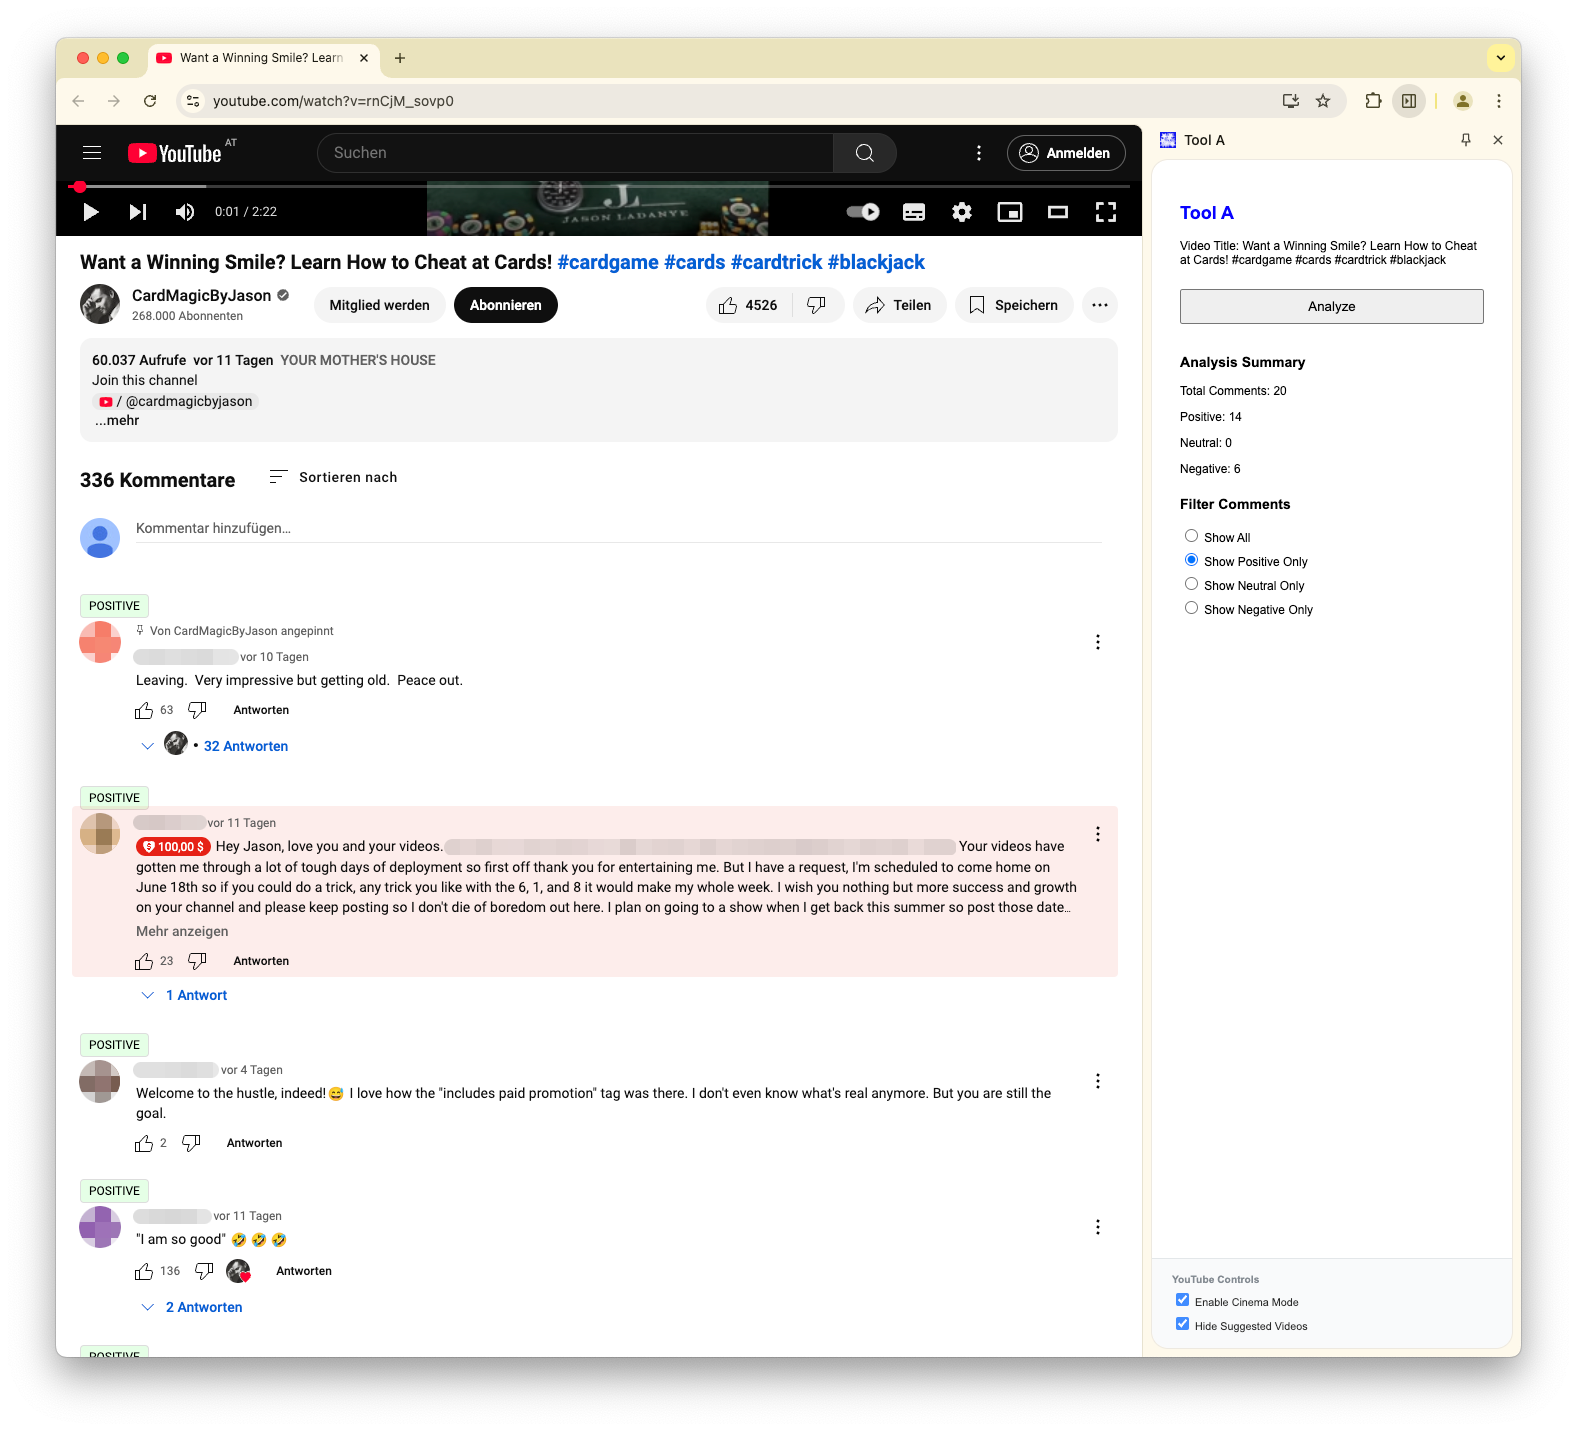 Want a Winning Smile? Learn
youtube.com/watch?v=rnCjM_sovp0
YouTube AT
Suchen
Anmelden
JL
JASON LADANYE
0:01 / 2:22
Want a Winning Smile? Learn How to Cheat at Cards! #cardgame #cards #cardtrick #blackjack
CardMagicByJason
268.000 Abonnenten
Mitglied werden
Abonnieren
4526
Teilen
Speichern
60.037 Aufrufe vor 11 Tagen YOUR MOTHER'S HOUSE
Join this channel
/ @cardmagicbyjason
...mehr
336 Kommentare
Sortieren nach
Kommentar hinzufügen...
POSITIVE
Von CardMagicByJason angepinnt
vor 10 Tagen
Leaving. Very impressive but getting old. Peace out.
63
Antworten
• 32 Antworten
POSITIVE
vor 11 Tagen
100,00 $ Hey Jason, love you and your videos. Your videos have
gotten me through a lot of tough days of deployment so first off thank you for entertaining me. But I have a request, I'm scheduled to come home on
June 18th so if you could do a trick, any trick you like with the 6, 1, and 8 it would make my whole week. I wish you nothing but more success and growth
on your channel and please keep posting so I don't die of boredom out here. I plan on going to a show when I get back this summer so post those date...
Mehr anzeigen
23
Antworten
1 Antwort
POSITIVE
vor 4 Tagen
Welcome to the hustle, indeed!😅 I love how the "includes paid promotion" tag was there. I don't even know what's real anymore. But you are still the
goal.
2
Antworten
POSITIVE
vor 11 Tagen
"I am so good" 🤣 🤣 🤣
136
Antworten
2 Antworten
POSITIVE
Tool A
Tool A
Video Title: Want a Winning Smile? Learn How to Cheat
at Cards! #cardgame #cards #cardtrick #blackjack
Analyze
Analysis Summary
Total Comments: 20
Positive: 14
Neutral: 0
Negative: 6
Filter Comments
Show All
Show Positive Only
Show Neutral Only
Show Negative Only
YouTube Controls
Enable Cinema Mode
Hide Suggested Videos